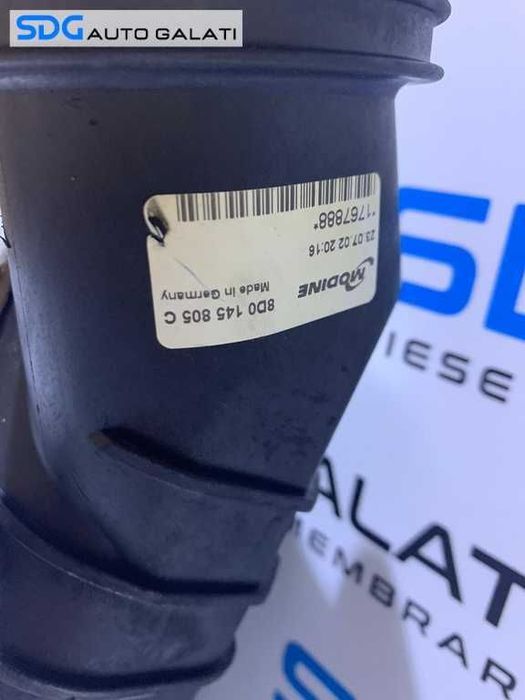 SDG AUTO GALATI
*1767888*
23.07.02 20:16
MODINE
Made in Germany
8D0 145 805 C
SD
IESE
ALAT
MEMBRAR